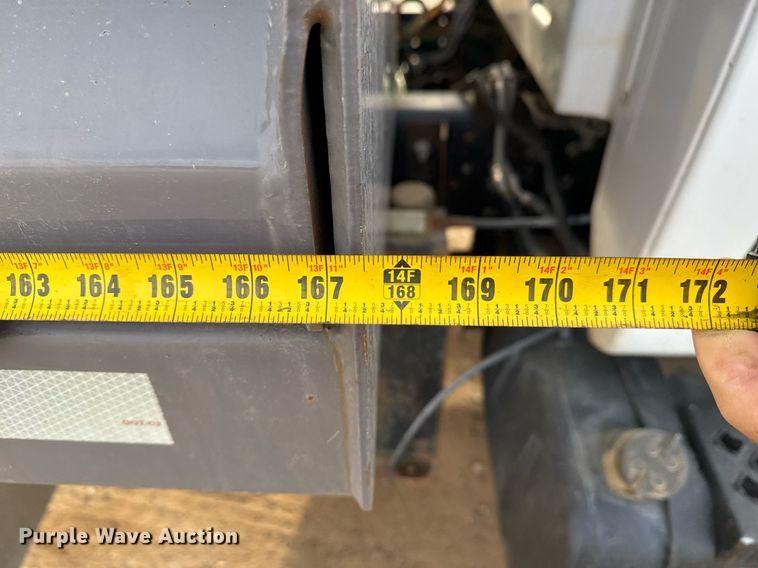 13F 7" 13F 8" 13F 9" 13F 10" 13F 11" 14F 14F 1" 14F 2" 14F 3" 14F 4"
163 164 165 166 167 168 169 170 171 172
Purple Wave Auction